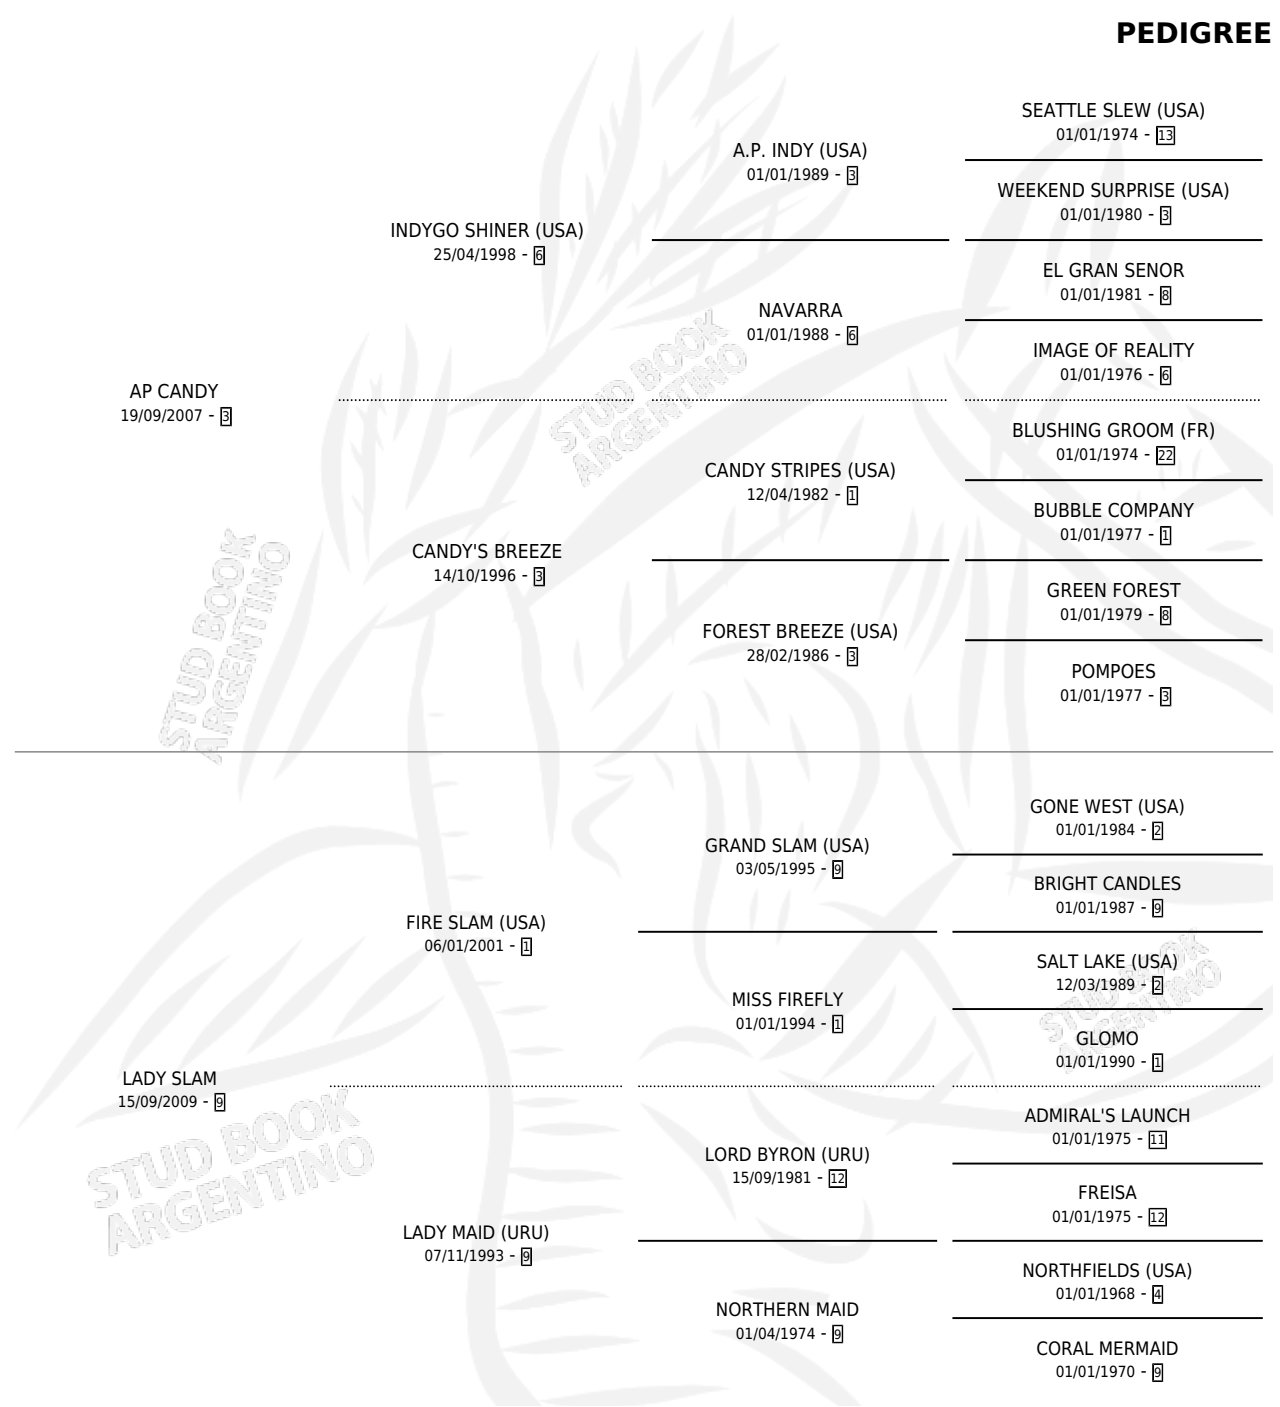 PEDIGREE
SEATTLE SLEW (USA)
01/01/1974 - 13
A.P. INDY (USA)
01/01/1989 - 3
WEEKEND SURPRISE (USA)
01/01/1980 - 3
INDYGO SHINER (USA)
25/04/1998 - 6
EL GRAN SENOR
01/01/1981 - 8
NAVARRA
01/01/1988 - 6
IMAGE OF REALITY
01/01/1976 - 6
AP CANDY
19/09/2007 - 3
BLUSHING GROOM (FR)
01/01/1974 - 22
CANDY STRIPES (USA)
12/04/1982 - 1
BUBBLE COMPANY
01/01/1977 - 1
CANDY'S BREEZE
14/10/1996 - 3
GREEN FOREST
01/01/1979 - 8
FOREST BREEZE (USA)
28/02/1986 - 3
POMPOES
01/01/1977 - 3
GONE WEST (USA)
01/01/1984 - 2
GRAND SLAM (USA)
03/05/1995 - 9
BRIGHT CANDLES
01/01/1987 - 9
FIRE SLAM (USA)
06/01/2001 - 1
SALT LAKE (USA)
12/03/1989 - 2
MISS FIREFLY
01/01/1994 - 1
GLOMO
01/01/1990 - 1
LADY SLAM
15/09/2009 - 9
ADMIRAL'S LAUNCH
01/01/1975 - 11
LORD BYRON (URU)
15/09/1981 - 12
FREISA
01/01/1975 - 12
LADY MAID (URU)
07/11/1993 - 9
NORTHFIELDS (USA)
01/01/1968 - 4
NORTHERN MAID
01/04/1974 - 9
CORAL MERMAID
01/01/1970 - 9
STUD BOOK
ARGENTINO
STUD BOOK
ARGENTINO
STUD BOOK
ARGENTINO
STUD BOOK
ARGENTINO